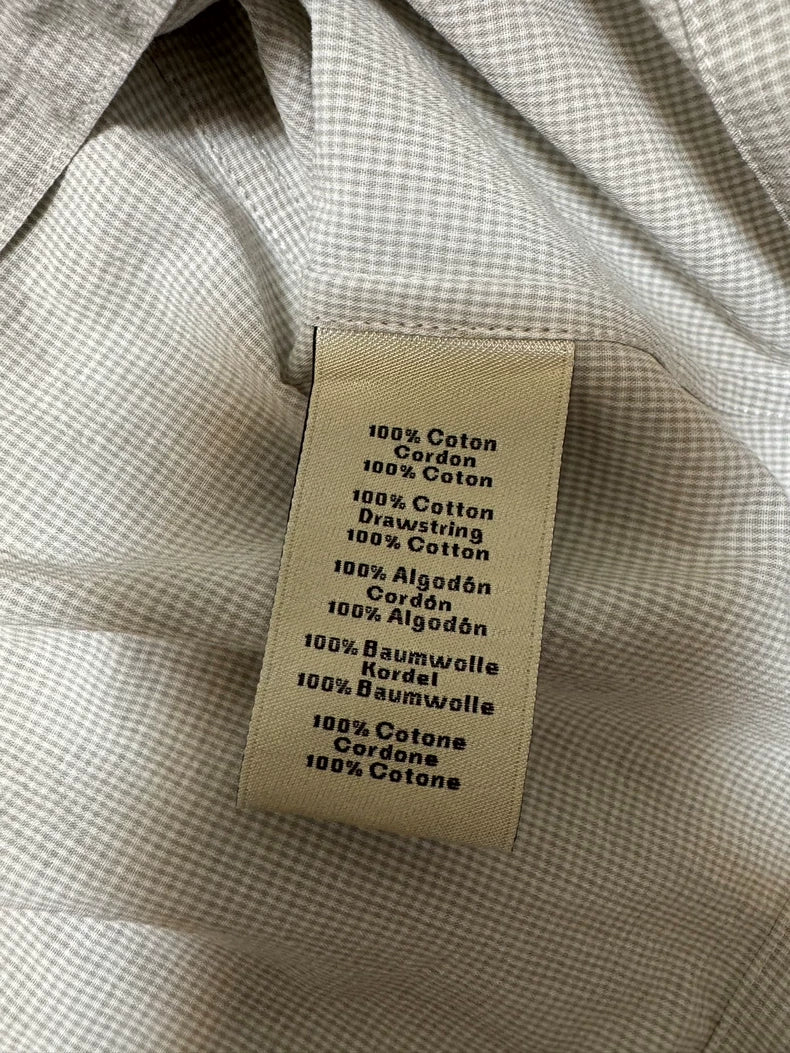 100% Coton
Cordon
100% Coton
100% Cotton
Drawstring
100% Cotton
100% Algodón
Cordón
100% Algodón
100% Baumwolle
Kordel
100% Baumwolle
100% Cotone
Cordone
100% Cotone